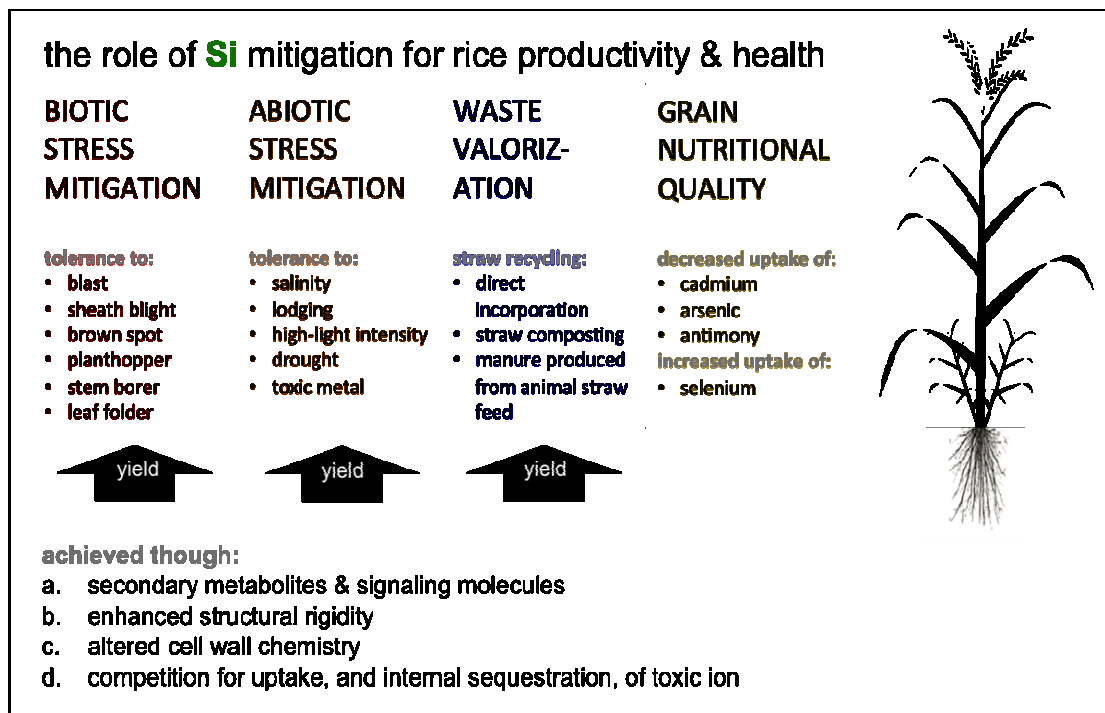 the role of Si mitigation for rice productivity & health
BIOTIC
STRESS
MITIGATION
tolerance to:
• blast
• sheath blight
• brown spot
• planthopper
• stem borer
• leaf folder
yield
ABIOTIC
STRESS
MITIGATION
tolerance to:
• salinity
• lodging
• high-light intensity
• drought
• toxic metal
yield
WASTE
VALORIZ-
ATION
straw recycling:
• direct
incorporation
• straw composting
• manure produced
from animal straw
feed
yield
GRAIN
NUTRITIONAL
QUALITY
decreased uptake of:
• cadmium
• arsenic
• antimony
increased uptake of:
• selenium
achieved though:
a. secondary metabolites & signaling molecules
b. enhanced structural rigidity
c. altered cell wall chemistry
d. competition for uptake, and internal sequestration, of toxic ion